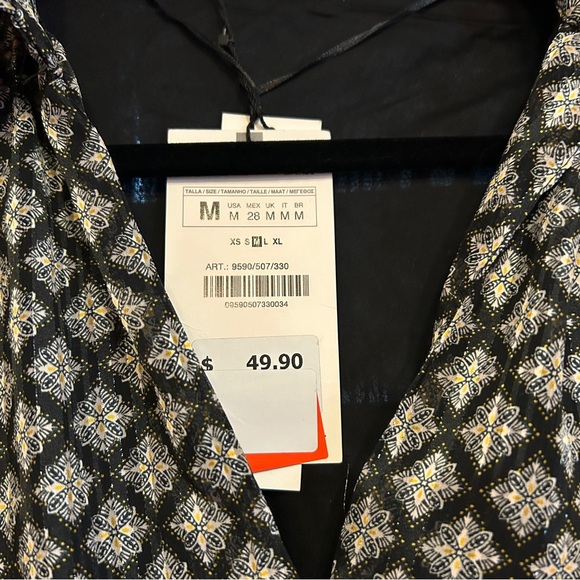 TALLA / SIZE / TAMANHO / TAILLE / MAAT / ΜΕΓΕΘΟΣ
M
USA MEX UK IT BR
M 28 M M M
XS S M L XL
ART.: 9590/507/330
09590507330034
$ 49.90